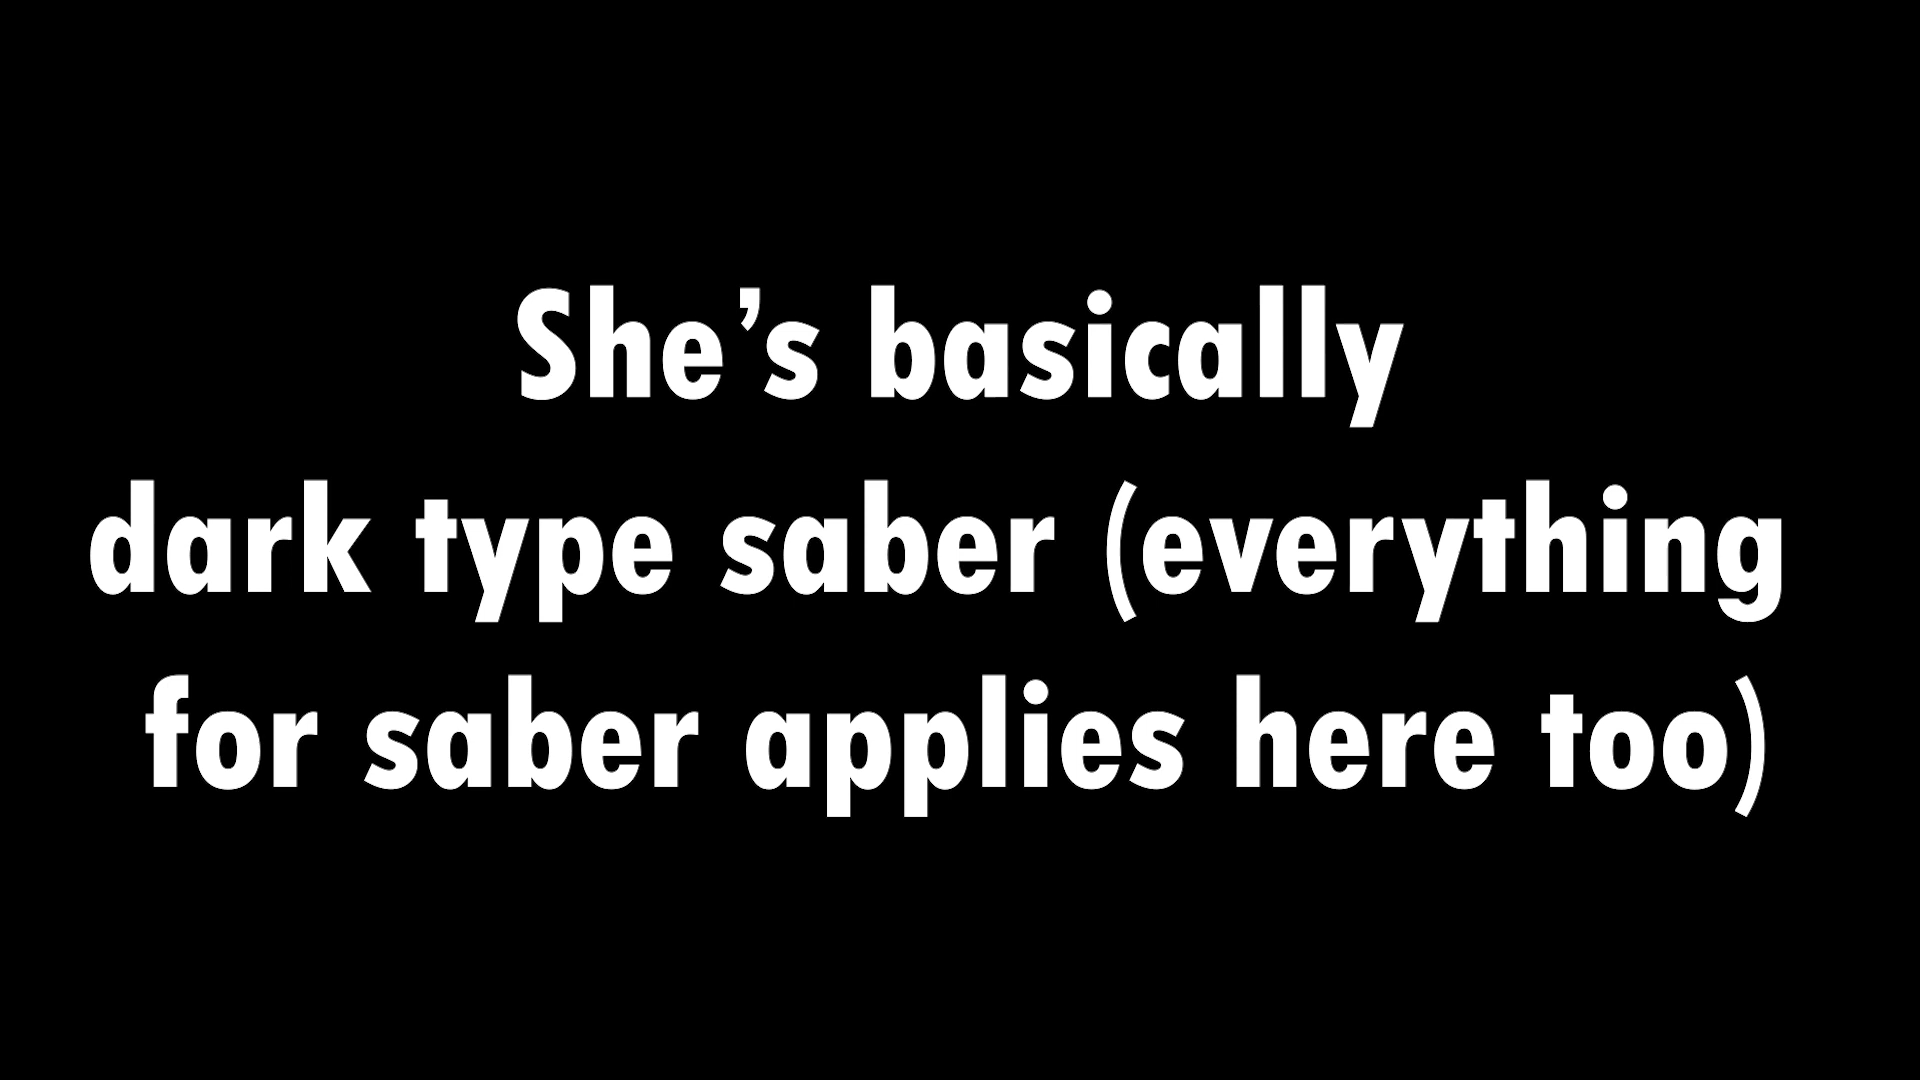 She’s basically
dark type saber (everything
for saber applies here too)